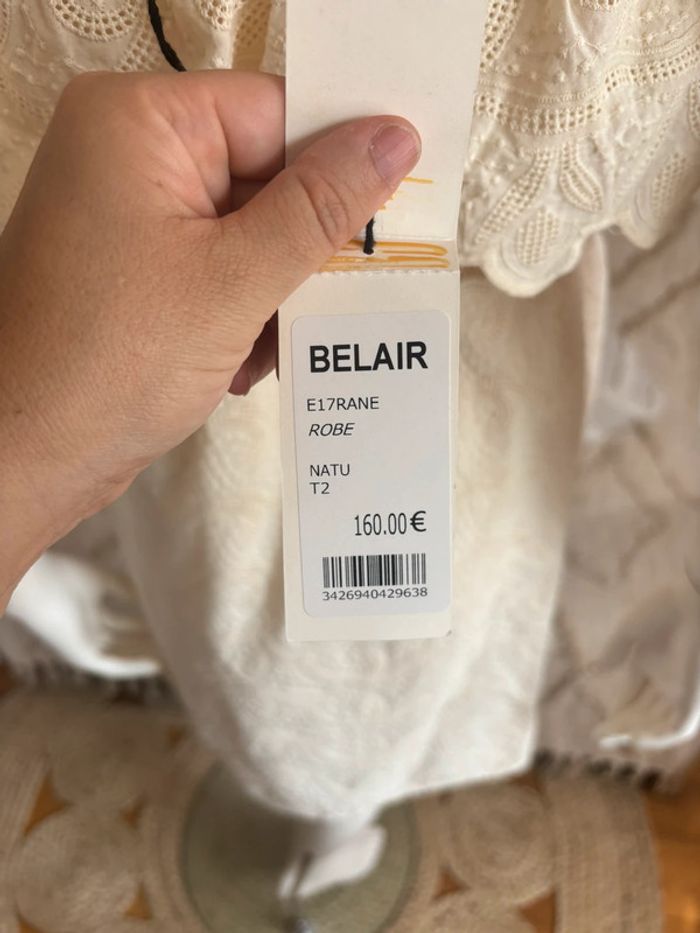 BELAIR
E17RANE
ROBE
NATU
T2
160.00€
3426940429638